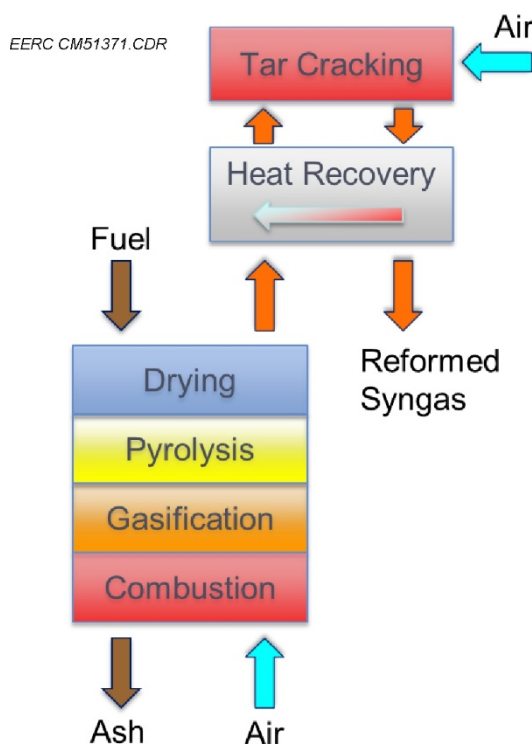 EERC CM51371.CDR
Air
Tar Cracking
Heat Recovery
Fuel
Reformed
Syngas
Drying
Pyrolysis
Gasification
Combustion
Ash
Air